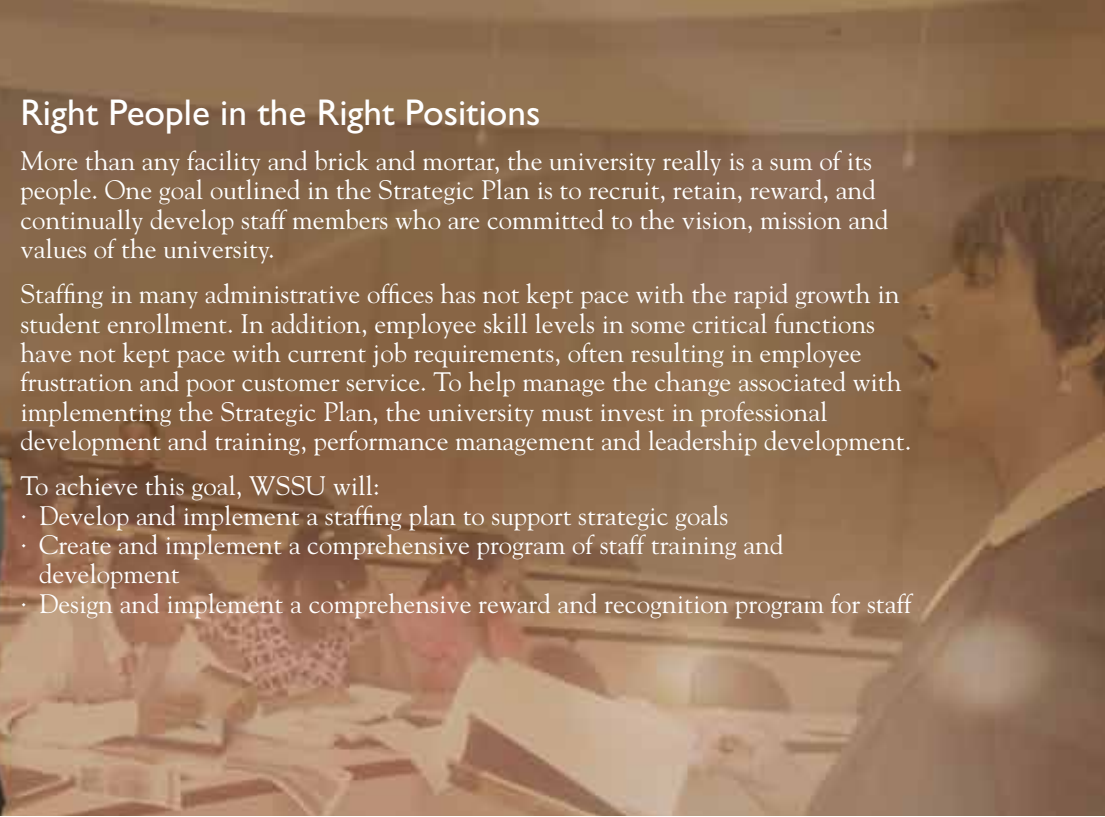 Right People in the Right Positions
More than any facility and brick and mortar, the university really is a sum of its
people. One goal outlined in the Strategic Plan is to recruit, retain, reward, and
continually develop staff members who are committed to the vision, mission and
values of the university.
Staffing in many administrative offices has not kept pace with the rapid growth in
student enrollment. In addition, employee skill levels in some critical functions
have not kept pace with current job requirements, often resulting in employee
frustration and poor customer service. To help manage the change associated with
implementing the Strategic Plan, the university must invest in professional
development and training, performance management and leadership development.
To achieve this goal, WSSU will:
· Develop and implement a staffing plan to support strategic goals
· Create and implement a comprehensive program of staff training and
development
· Design and implement a comprehensive reward and recognition program for staff